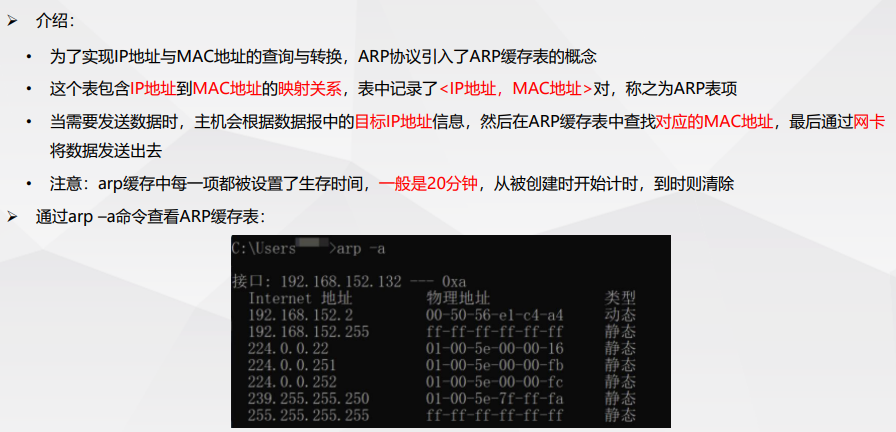 ➢ 介绍：
• 为了实现IP地址与MAC地址的查询与转换，ARP协议引入了ARP缓存表的概念
• 这个表包含IP地址到MAC地址的映射关系，表中记录了<IP地址，MAC地址>对，称之为ARP表项
• 当需要发送数据时，主机会根据数据报中的目标IP地址信息，然后在ARP缓存表中查找对应的MAC地址，最后通过网卡
将数据发送出去
• 注意：arp缓存中每一项都被设置了生存时间，一般是20分钟，从被创建时开始计时，到时则清除
➢ 通过arp –a命令查看ARP缓存表：
C:\Users >arp -a
接口: 192.168.152.132 --- 0xa
Internet 地址 物理地址 类型
192.168.152.2 00-50-56-e1-c4-a4 动态
192.168.152.255 ff-ff-ff-ff-ff-ff 静态
224.0.0.22 01-00-5e-00-00-16 静态
224.0.0.251 01-00-5e-00-00-fb 静态
224.0.0.252 01-00-5e-00-00-fc 静态
239.255.255.250 01-00-5e-7f-ff-fa 静态
255.255.255.255 ff-ff-ff-ff-ff-ff 静态